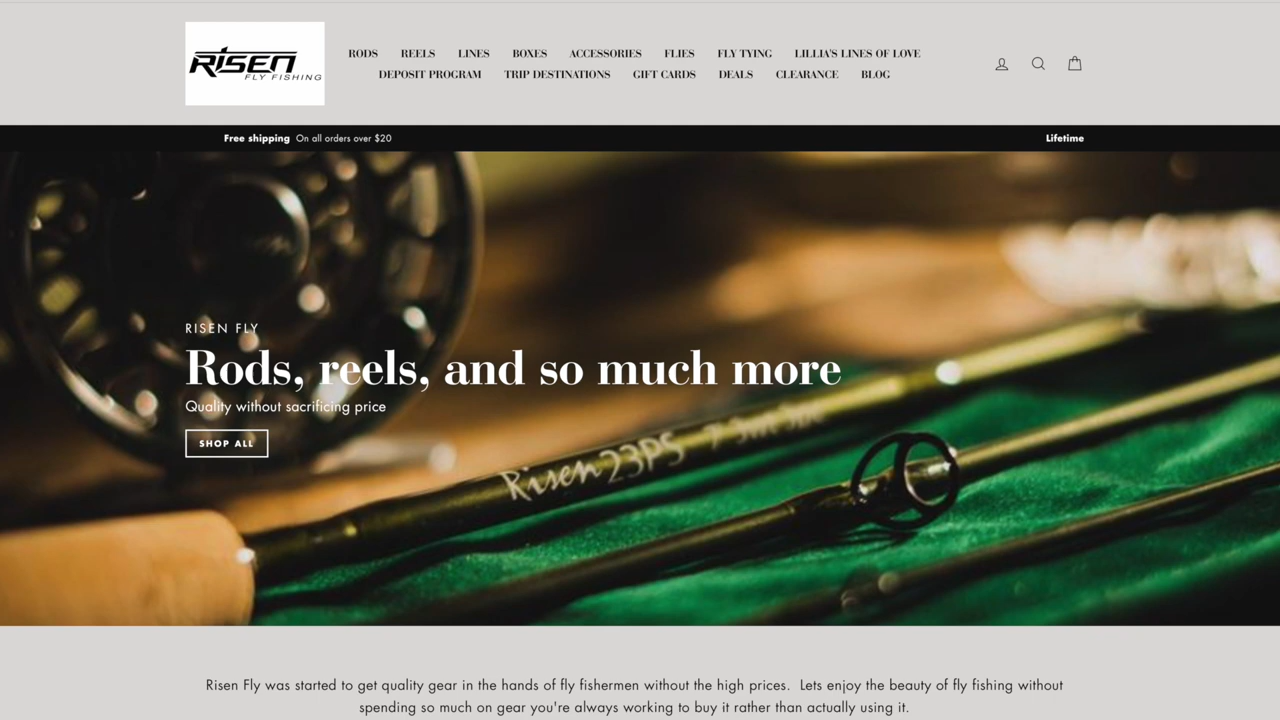 RISEN
FLY FISHING
RODS REELS LINES BOXES ACCESSORIES FLIES FLY TYING LILLIA'S LINES OF LOVE
DEPOSIT PROGRAM TRIP DESTINATIONS GIFT CARDS DEALS CLEARANCE BLOG
Free shipping On all orders over $20
Lifetime
RISEN FLY
Rods, reels, and so much more
Quality without sacrificing price
SHOP ALL
Risen 23PS
Risen Fly was started to get quality gear in the hands of fly fishermen without the high prices. Lets enjoy the beauty of fly fishing without
spending so much on gear you're always working to buy it rather than actually using it.